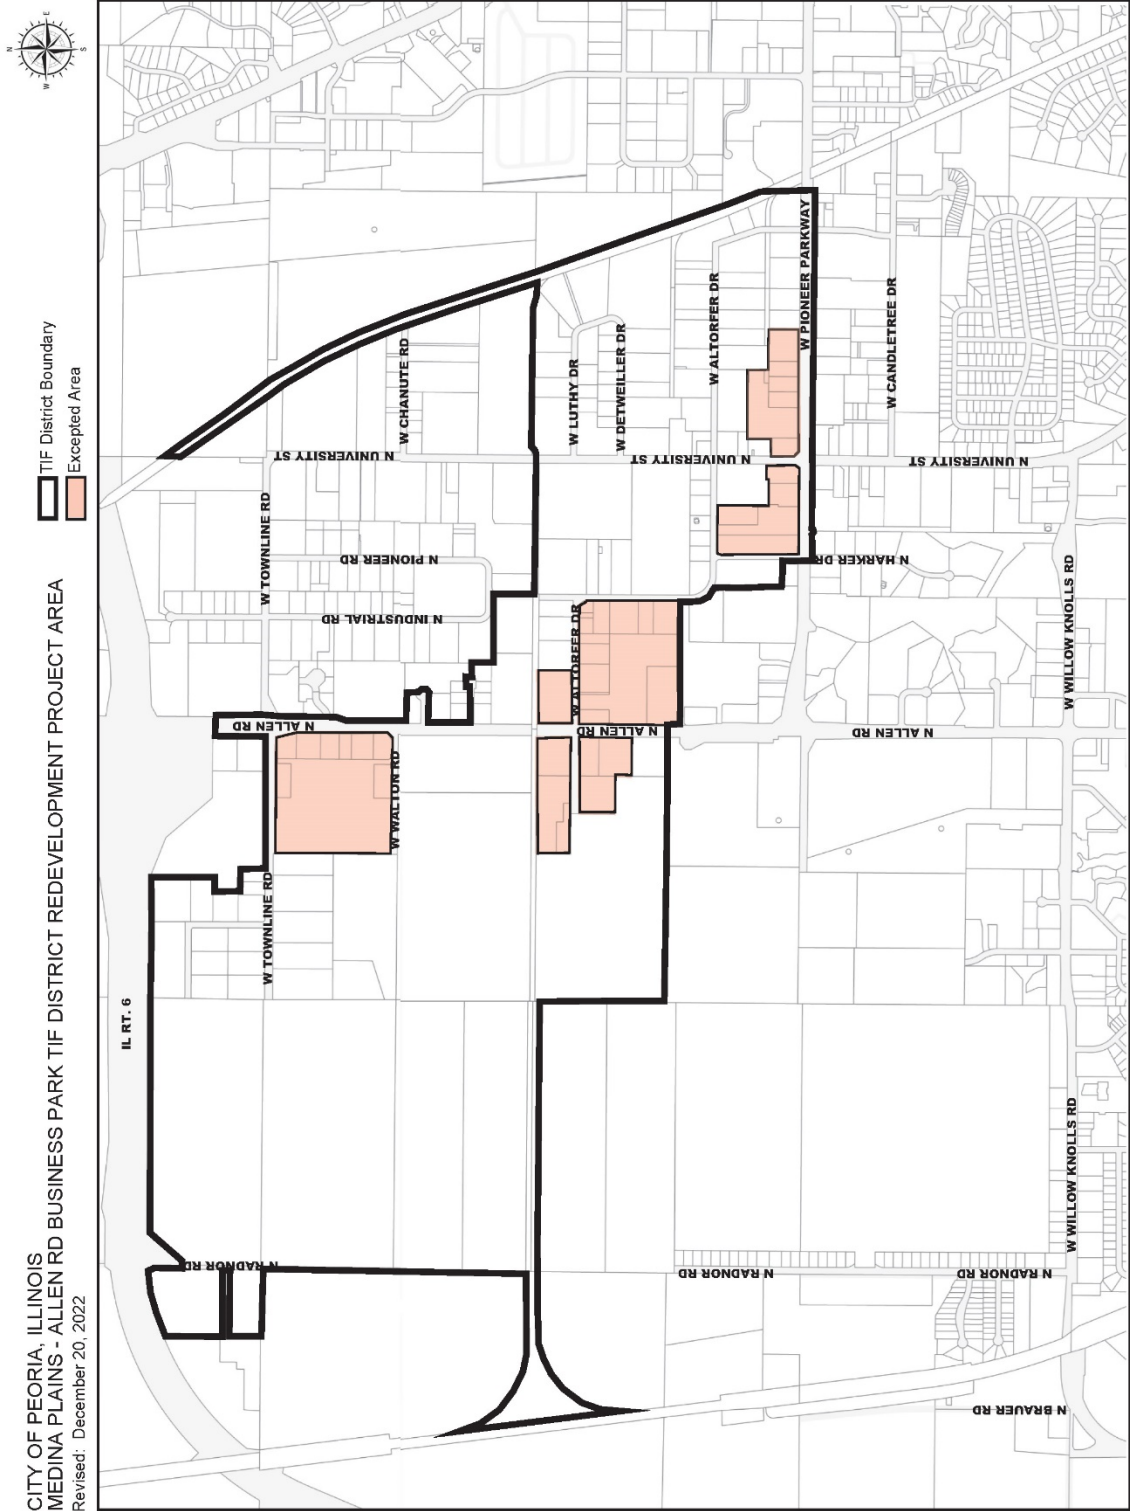 CITY OF PEORIA, ILLINOIS
MEDINA PLAINS - ALLEN RD BUSINESS PARK TIF DISTRICT REDEVELOPMENT PROJECT AREA
Revised: December 20, 2022
TIF District Boundary
Excepted Area
N
E
S
W
IL RT. 6
W TOWNLINE RD
W TOWNLINE RD
N RADNOR RD
N ALLEN RD
N INDUSTRIAL RD
N PIONEER RD
N UNIVERSITY ST
W CHANUTE RD
W WALTON RD
W ALTORFER DR
N ALLEN RD
W LUTHY DR
W DETWEILLER DR
N UNIVERSITY ST
W ALTORFER DR
W PIONEER PARKWAY
N HARKER DR
W CANDLETREE DR
N UNIVERSITY ST
N ALLEN RD
N RADNOR RD
N RADNOR RD
W WILLOW KNOLLS RD
W WILLOW KNOLLS RD
N BRAUER RD